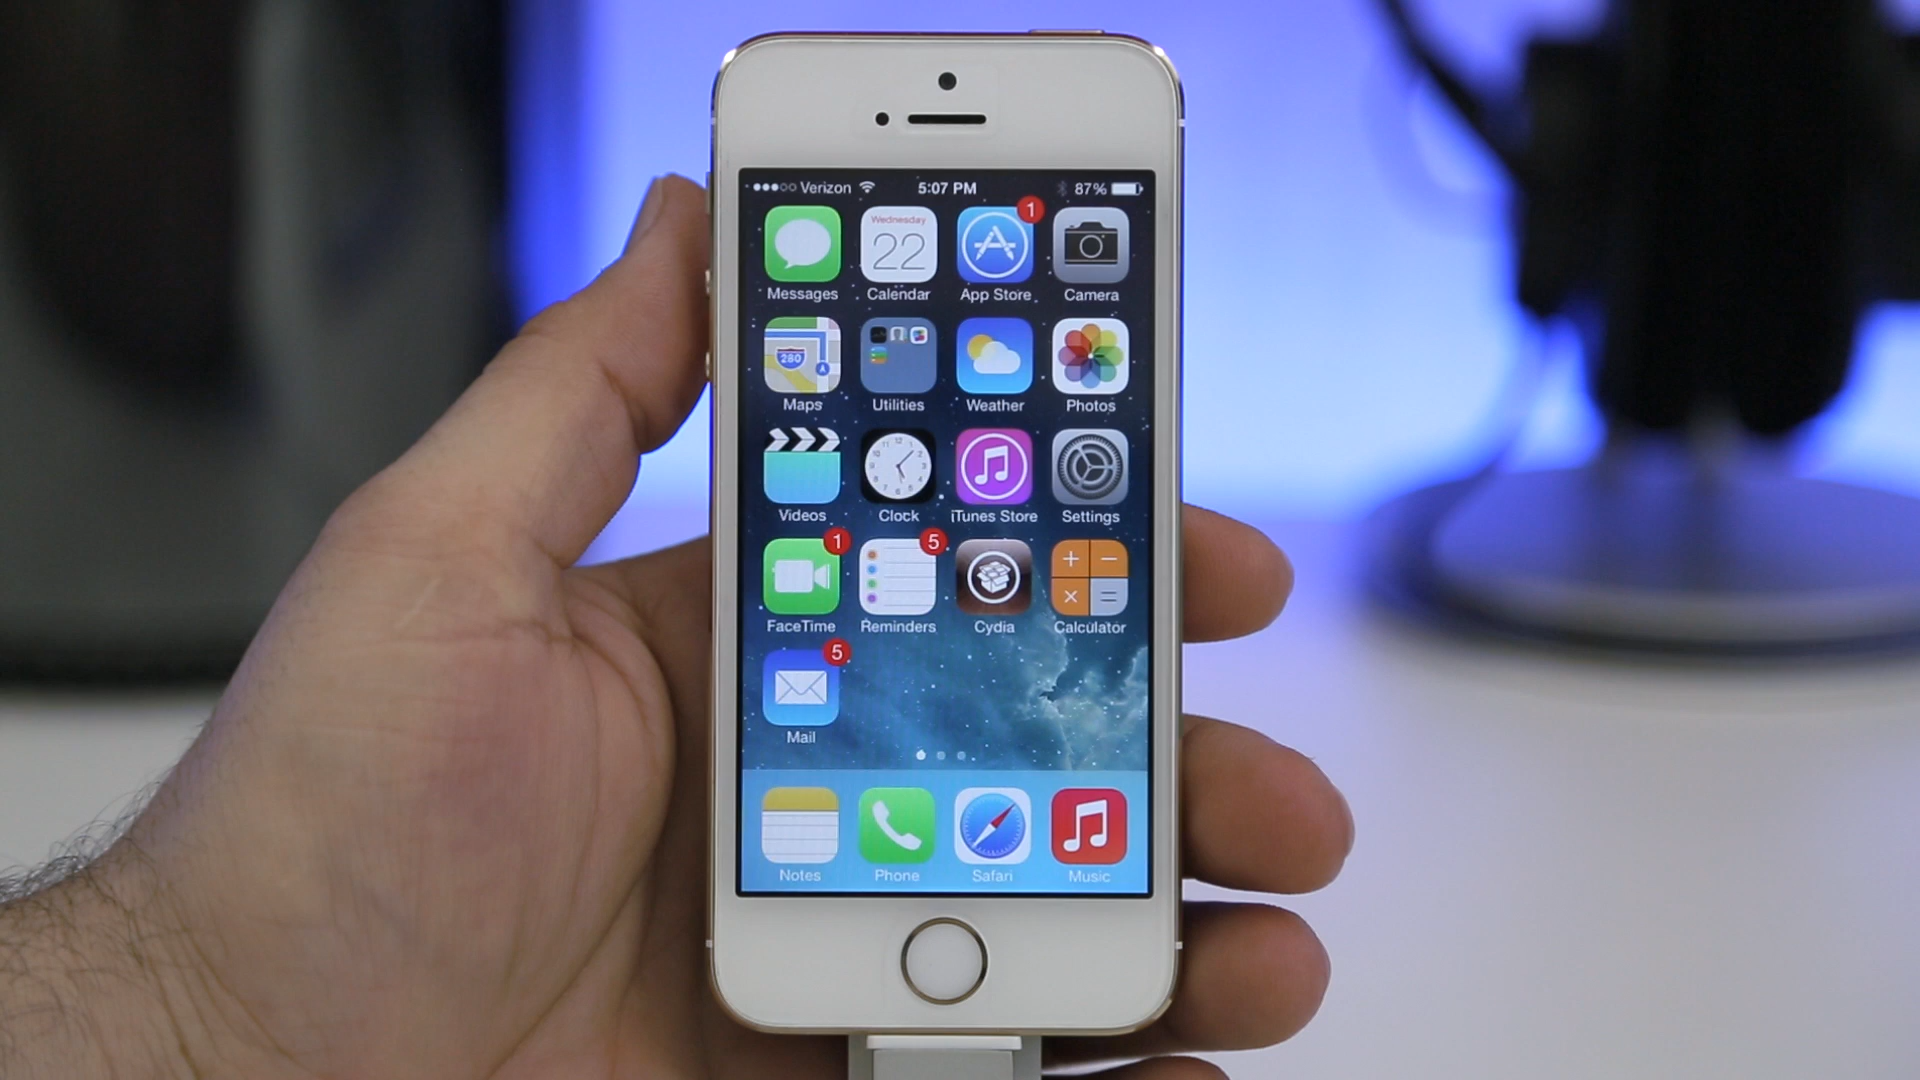 Verizon 5:07 PM 87%
Wednesday 1
22
Messages Calendar App Store Camera
280
Maps Utilities Weather Photos
Videos Clock iTunes Store Settings
1 5
FaceTime Reminders Cydia Calculator
5
Mail
Notes Phone Safari Music